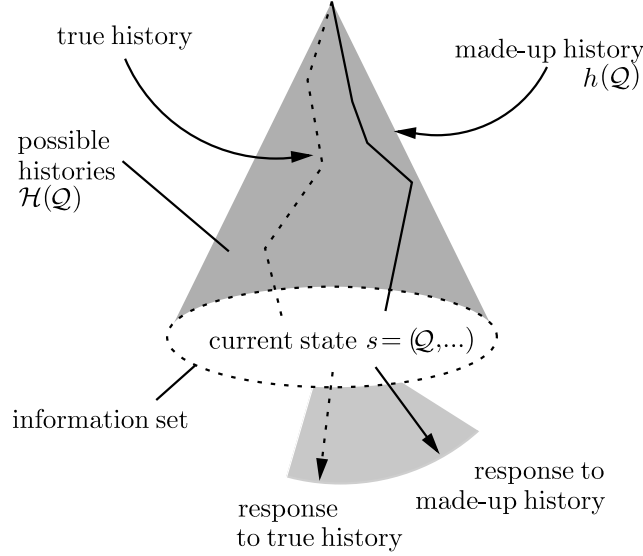 true history
made-up history
h(𝒬)
possible
histories
ℋ(𝒬)
current state s = (𝒬,...)
information set
response to
made-up history
response
to true history